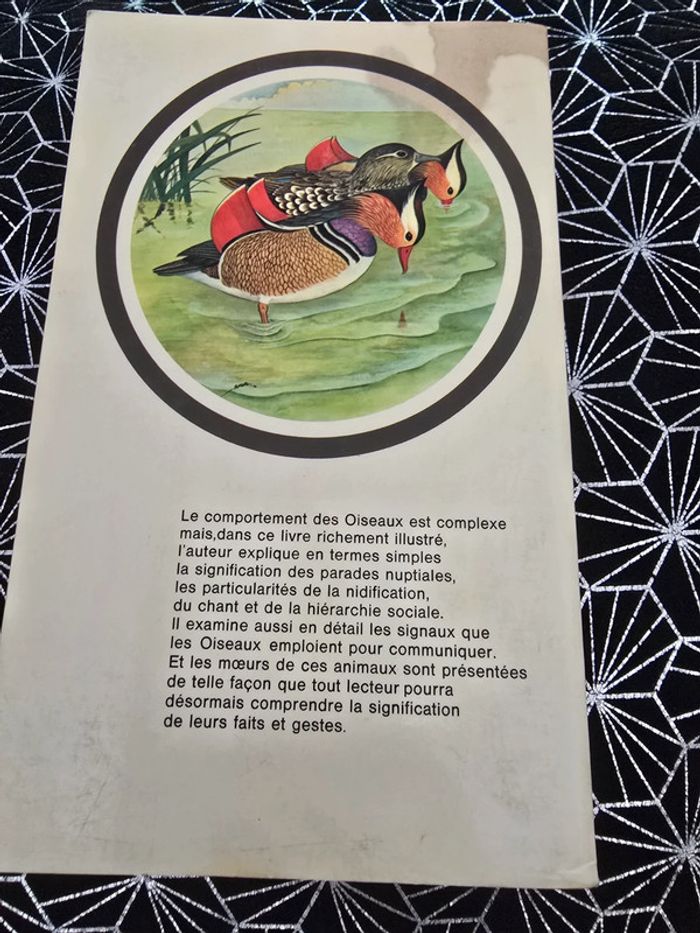 Le comportement des Oiseaux est complexe
mais,dans ce livre richement illustré,
l'auteur explique en termes simples
la signification des parades nuptiales,
les particularités de la nidification,
du chant et de la hiérarchie sociale.
Il examine aussi en détail les signaux que
les Oiseaux emploient pour communiquer.
Et les mœurs de ces animaux sont présentées
de telle façon que tout lecteur pourra
désormais comprendre la signification
de leurs faits et gestes.